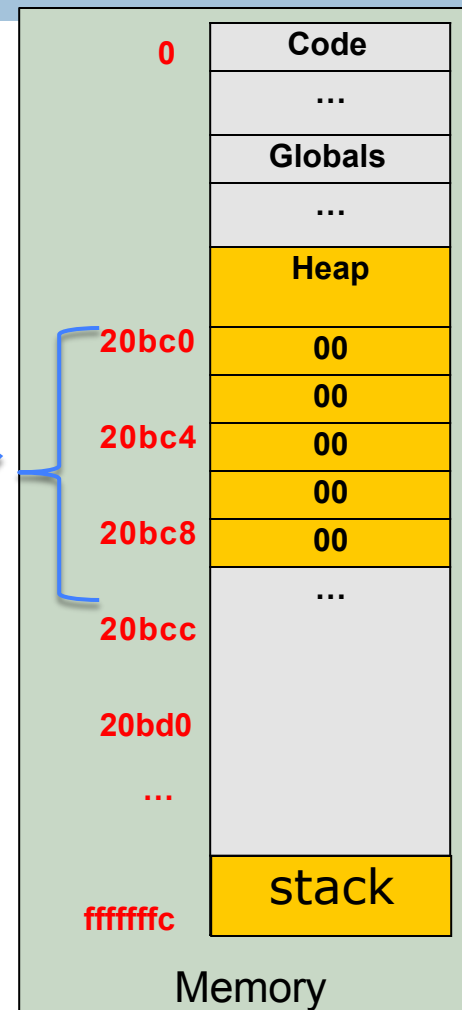 0 Code
…
Globals
…
Heap
20bc0 00
00
20bc4 00
00
20bc8 00
…
20bcc
20bd0
…
stack
fffffffc
Memory